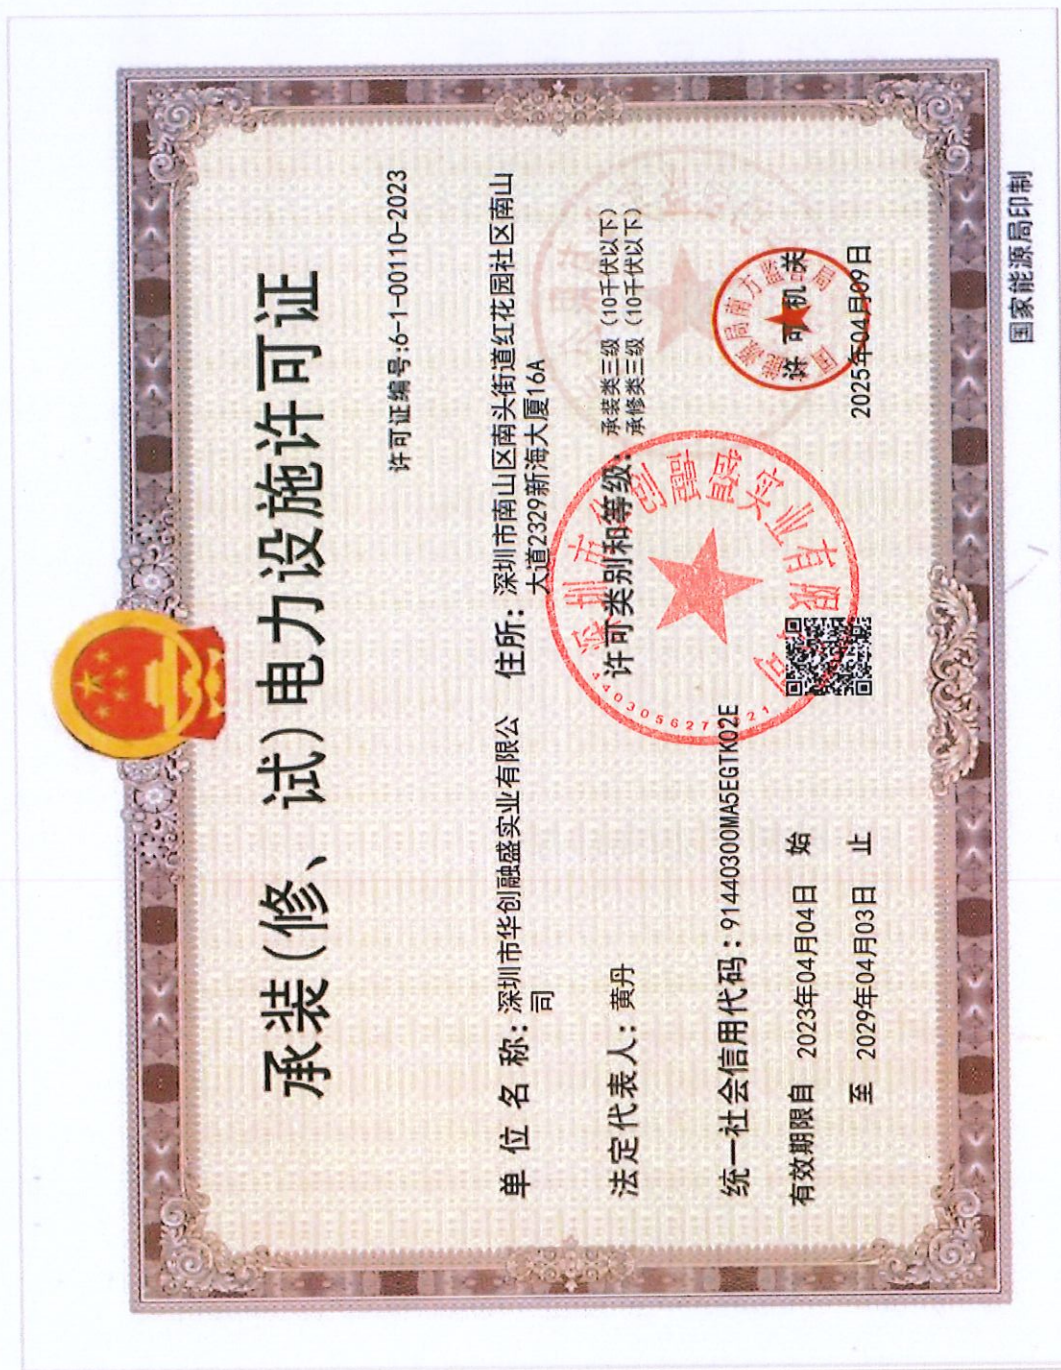 承装(修、试)电力设施许可证
许可证编号:6-1-00110-2023
单 位 名 称:深圳市华创融盛实业有限公
司
住所:深圳市南山区南头街道红花园社区南山
大道2329新海大厦16A
法定代表人:黄丹
许可类别和等级:
承装类三级(10千伏以下)
承修类三级(10千伏以下)
统一社会信用代码:91440300MA5EGTK02E
有效期限自 2023年04月04日 始
至 2029年04月03日 止
许 可 机 关
2025年04月09日
国家能源局印制